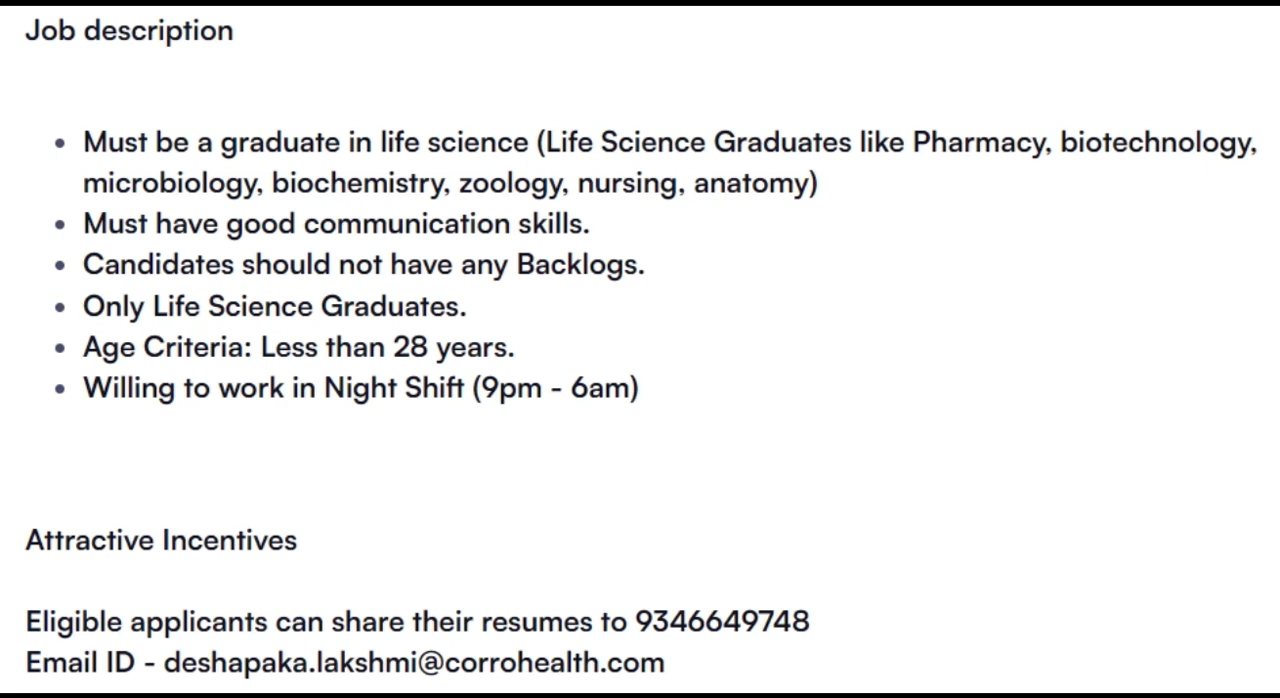 Job description
Must be a graduate in life science (Life Science Graduates like Pharmacy, biotechnology,
microbiology, biochemistry, zoology, nursing, anatomy)
Must have good communication skills.
Candidates should not have any Backlogs.
Only Life Science Graduates.
Age Criteria: Less than 28 years.
Willing to work in Night Shift (9pm - 6am)
Attractive Incentives
Eligible applicants can share their resumes to 9346649748
Email ID - deshapaka.lakshmi@corrohealth.com